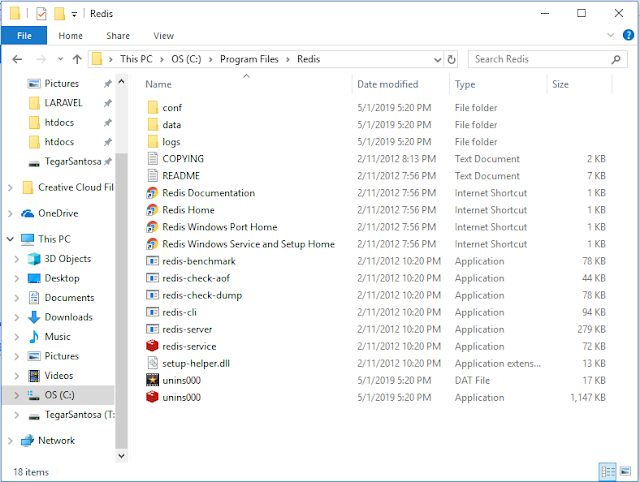 Redis
File Home Share View
This PC OS (C:) Program Files Redis Search Redis
Name Date modified Type Size
Pictures
LARAVEL
htdocs
htdocs
TegarSantosa
Creative Cloud Fil
OneDrive
This PC
3D Objects
Desktop
Documents
Downloads
Music
Pictures
Videos
OS (C:)
TegarSantosa (T:
Network
conf 5/1/2019 5:20 PM File folder
data 5/1/2019 5:20 PM File folder
logs 5/1/2019 5:20 PM File folder
COPYING 2/11/2012 8:13 PM Text Document 2 KB
README 2/11/2012 7:56 PM Text Document 7 KB
Redis Documentation 2/11/2012 7:56 PM Internet Shortcut 1 KB
Redis Home 2/11/2012 7:56 PM Internet Shortcut 1 KB
Redis Windows Port Home 2/11/2012 7:56 PM Internet Shortcut 1 KB
Redis Windows Service and Setup Home 2/11/2012 7:56 PM Internet Shortcut 1 KB
redis-benchmark 2/11/2012 10:20 PM Application 78 KB
redis-check-aof 2/11/2012 10:20 PM Application 44 KB
redis-check-dump 2/11/2012 10:20 PM Application 78 KB
redis-cli 2/11/2012 10:20 PM Application 94 KB
redis-server 2/11/2012 10:20 PM Application 279 KB
redis-service 2/11/2012 10:20 PM Application 72 KB
setup-helper.dll 2/11/2012 10:20 PM Application extens... 13 KB
unins000 5/1/2019 5:20 PM DAT File 17 KB
unins000 5/1/2019 5:20 PM Application 1,147 KB
18 items